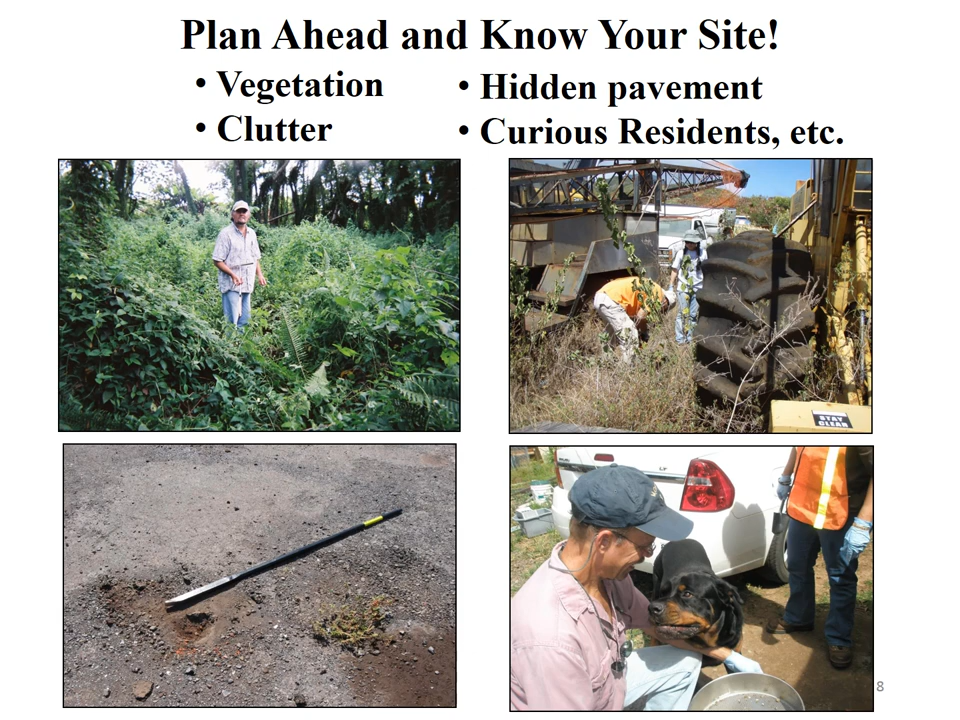 Plan Ahead and Know Your Site!
• Vegetation
• Clutter
• Hidden pavement
• Curious Residents, etc.
STAY
CLEAR
8